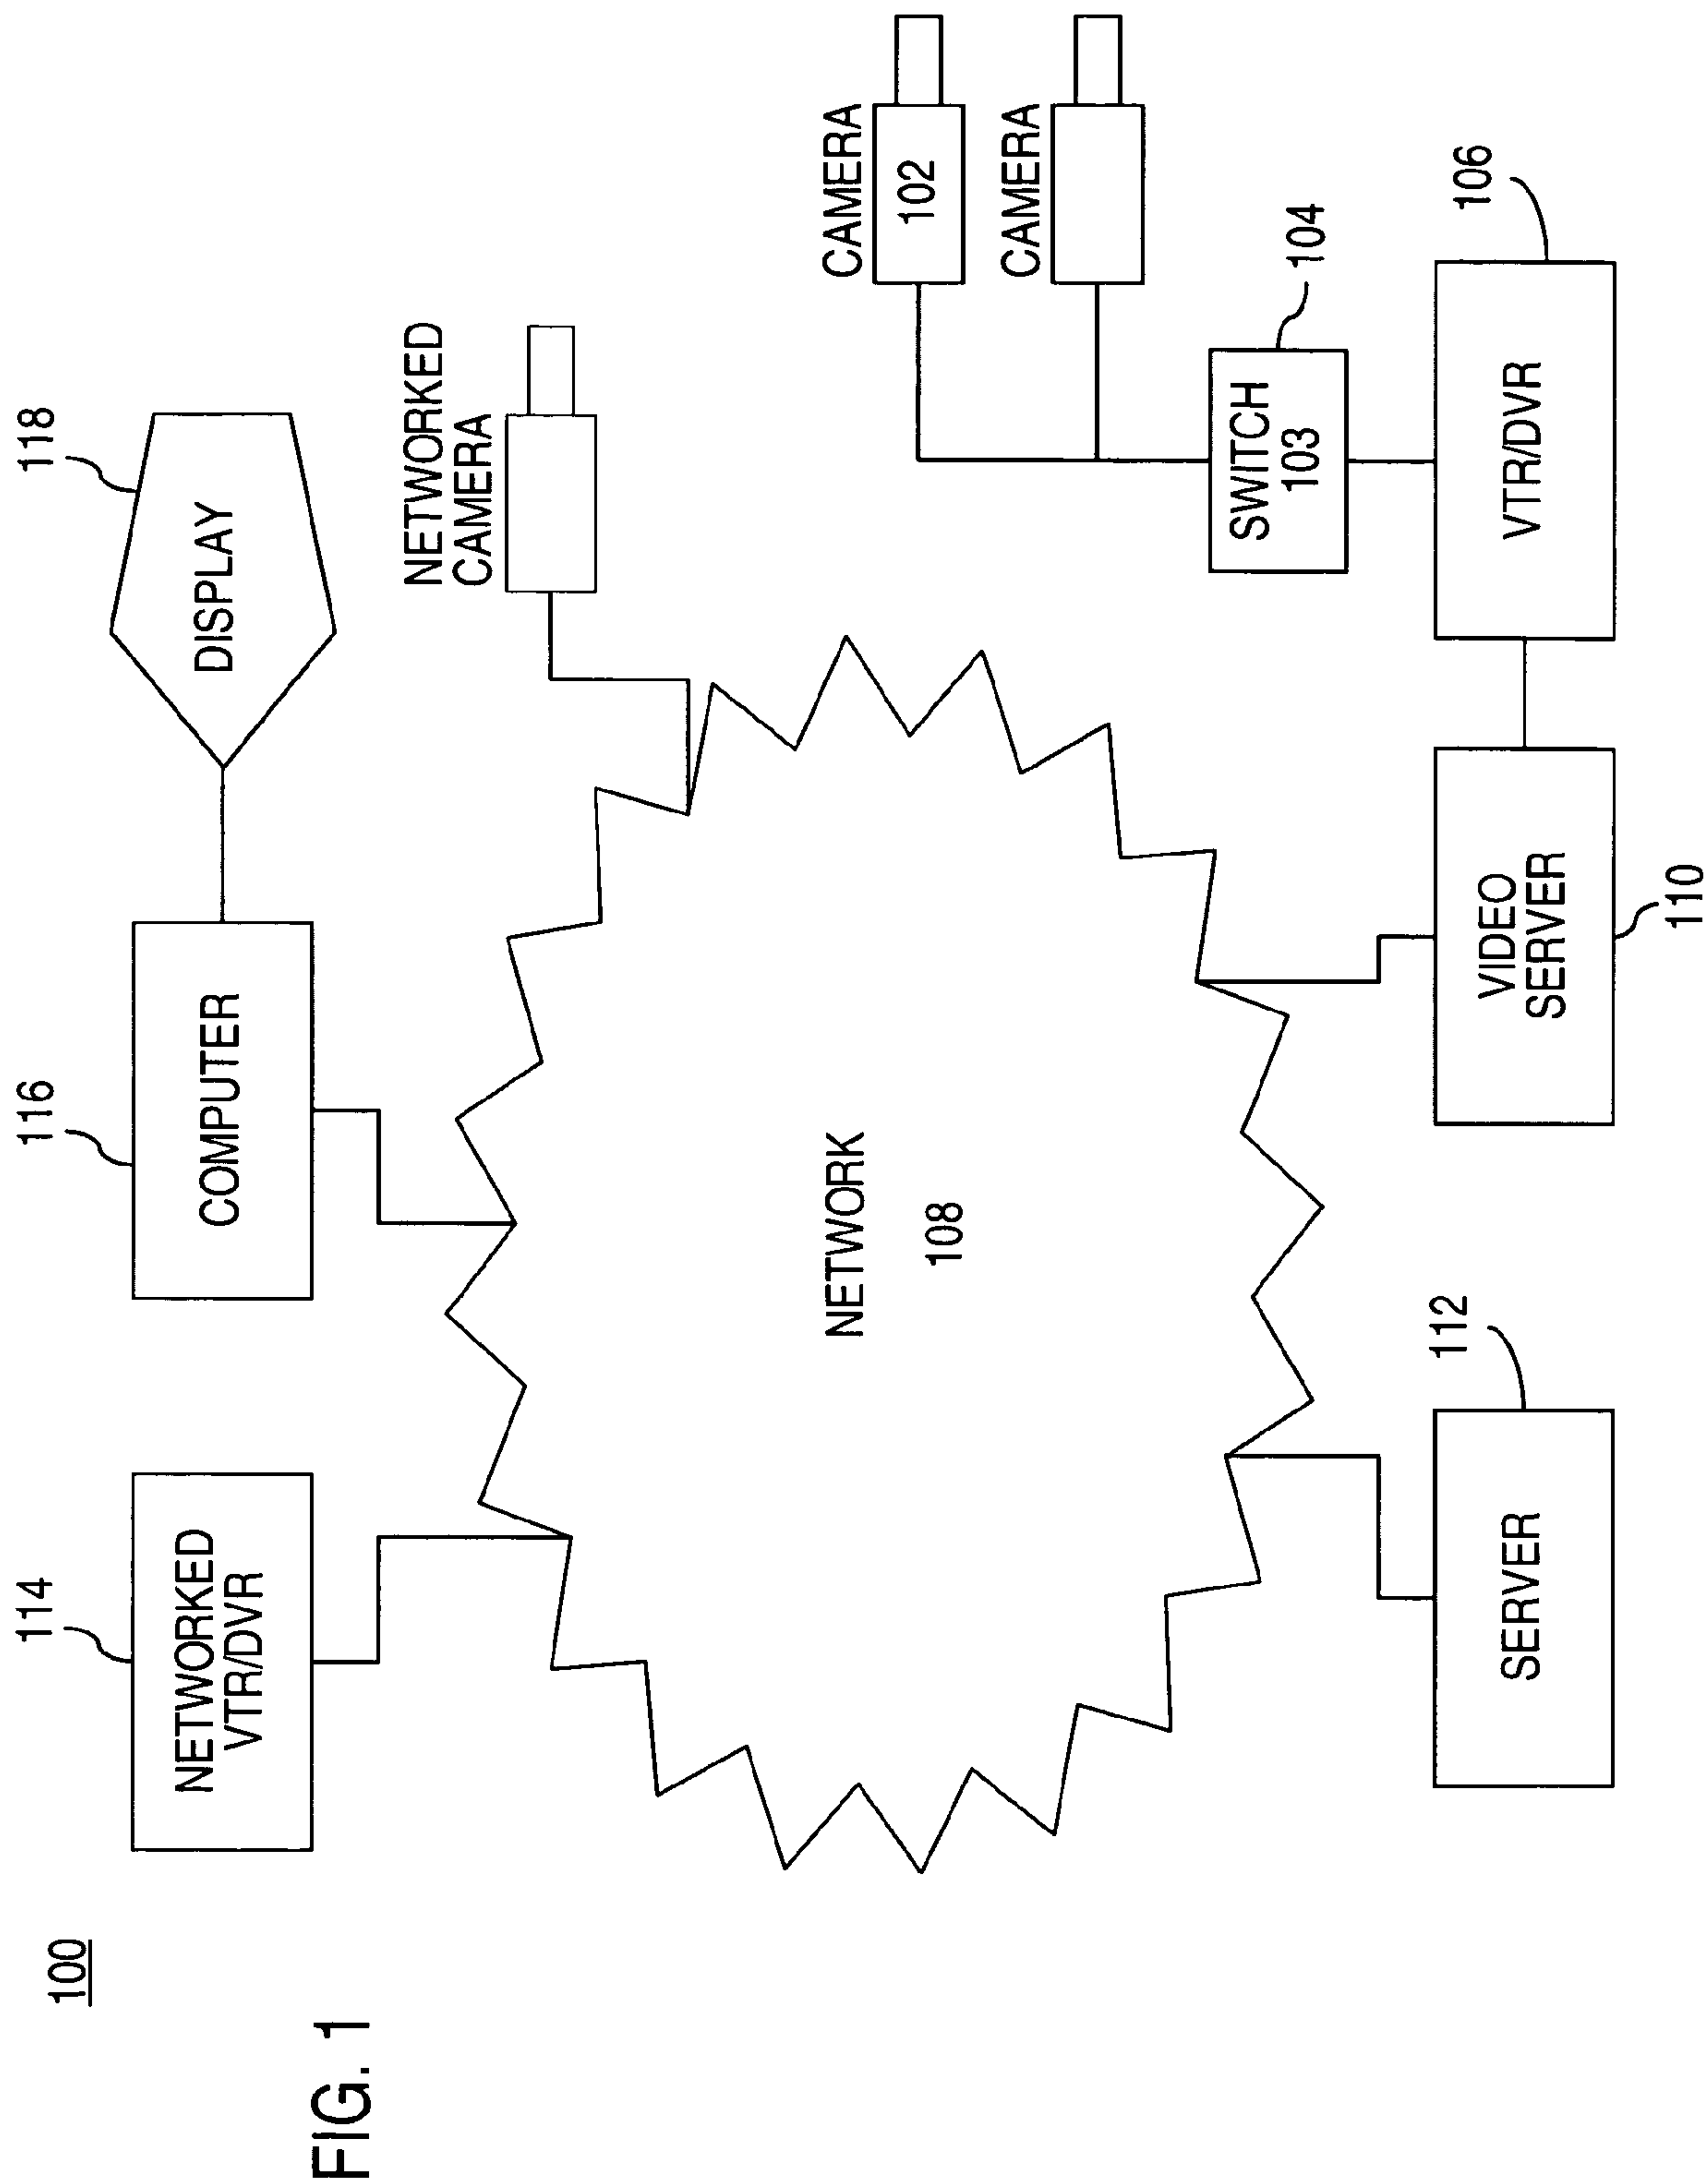 FIG. 1
100
114
NETWORKED
VTR/DVR
116
COMPUTER
118
DISPLAY
NETWORKED
CAMERA
CAMERA
102
CAMERA
NETWORK
108
104
SWITCH
103
106
VTR/DVR
VIDEO
SERVER
110
112
SERVER